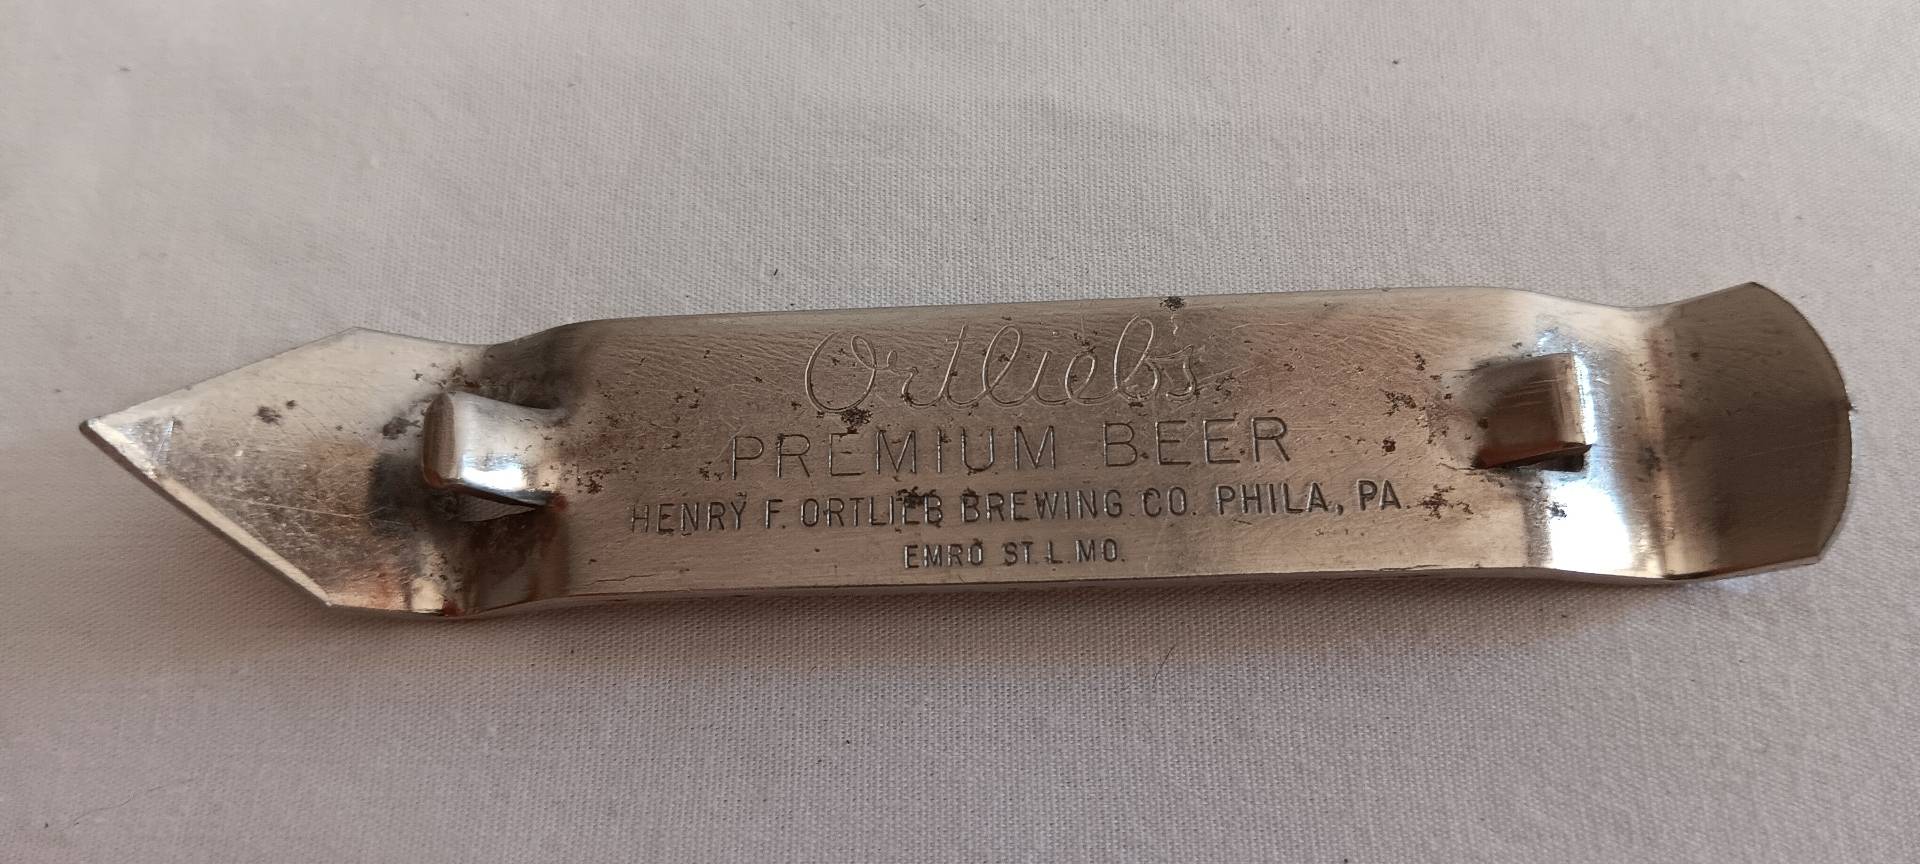 Ortlieb's
PREMIUM BEER
HENRY F. ORTLIEB BREWING CO. PHILA, PA.
EMRO ST. L. MO.